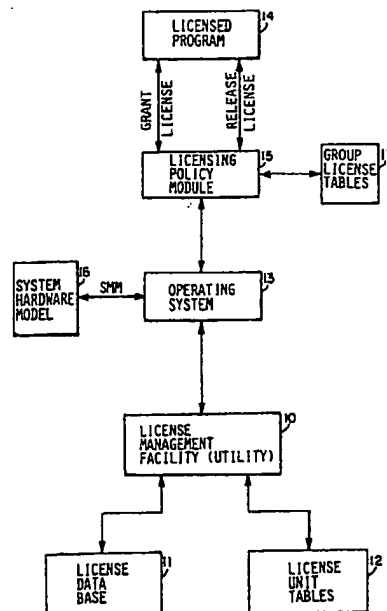 14
LICENSED
PROGRAM
GRANT
LICENSE
RELEASE
LICENSE
15
LICENSING
POLICY
MODULE
GROUP
LICENSE
TABLES
16
SYSTEM
HARDWARE
MODEL
SMM
13
OPERATING
SYSTEM
10
LICENSE
MANAGEMENT
FACILITY (UTILITY)
11
LICENSE
DATA
BASE
12
LICENSE
UNIT
TABLES